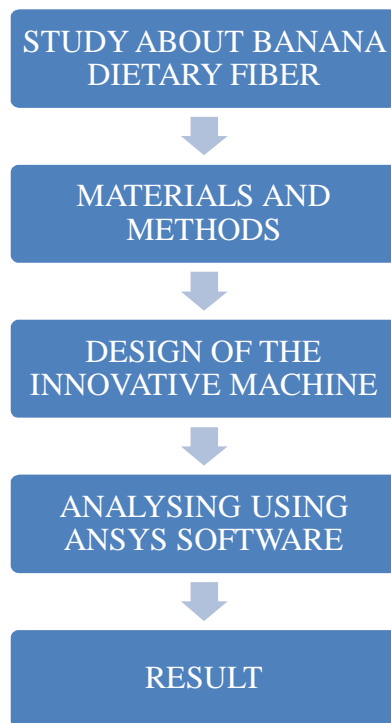 STUDY ABOUT BANANA
DIETARY FIBER
MATERIALS AND
METHODS
DESIGN OF THE
INNOVATIVE MACHINE
ANALYSING USING
ANSYS SOFTWARE
RESULT